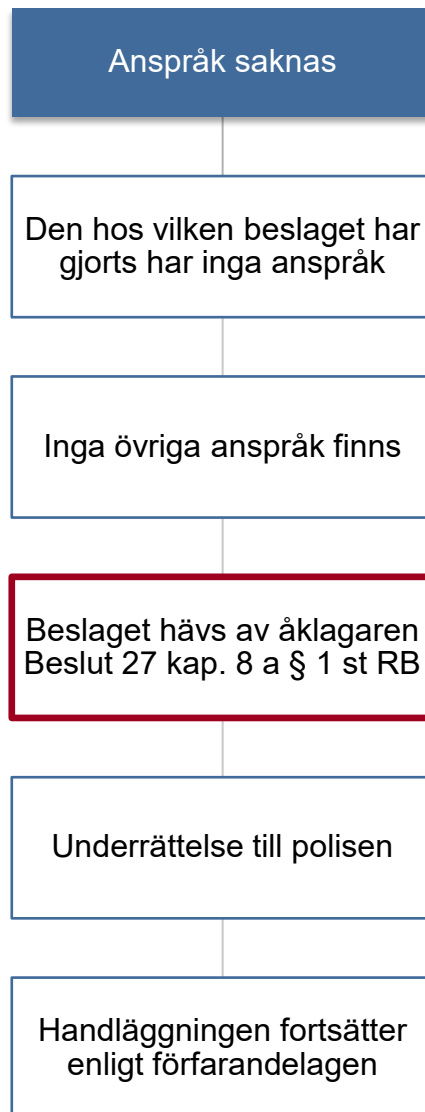 Anspråk saknas
Den hos vilken beslaget har
gjorts har inga anspråk
Inga övriga anspråk finns
Beslaget hävs av åklagaren
Beslut 27 kap. 8 a § 1 st RB
Underrättelse till polisen
Handläggningen fortsätter
enligt förfarandelagen